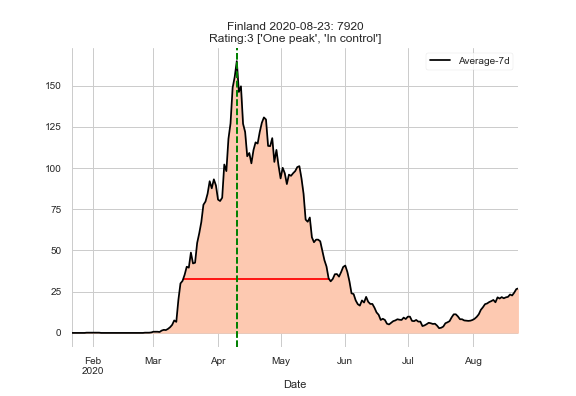 Finland 2020-08-23: 7920
Rating:3 ['One peak', 'In control']
Average-7d
150
125
100
75
50
25
0
Feb Mar Apr May Jun Jul Aug
2020
Date